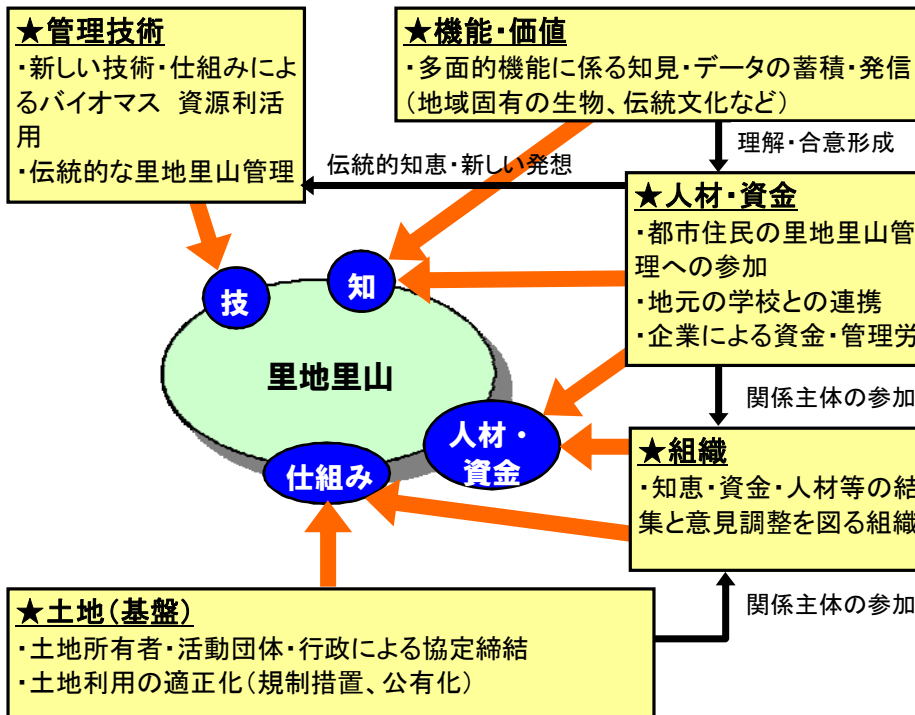 ★管理技術
・新しい技術・仕組みによ
るバイオマス 資源利活
用
・伝統的な里地里山管理
★機能・価値
・多面的機能に係る知見・データの蓄積・発信
(地域固有の生物、伝統文化など)
理解・合意形成
伝統的知恵・新しい発想
★人材・資金
・都市住民の里地里山管
理への参加
・地元の学校との連携
・企業による資金・管理労
技
知
里地里山
人材・
資金
仕組み
関係主体の参加
★組織
・知恵・資金・人材等の結
集と意見調整を図る組織
関係主体の参加
★土地(基盤)
・土地所有者・活動団体・行政による協定締結
・土地利用の適正化(規制措置、公有化)